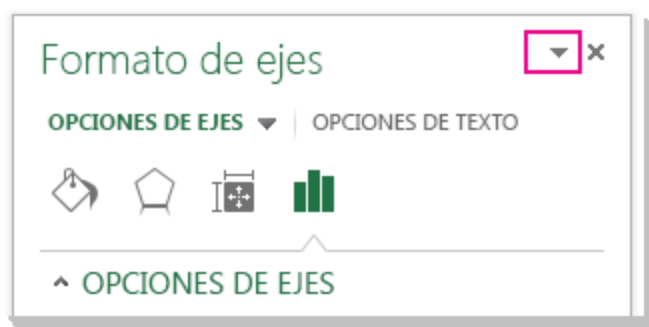 Formato de ejes
OPCIONES DE EJES OPCIONES DE TEXTO
OPCIONES DE EJES